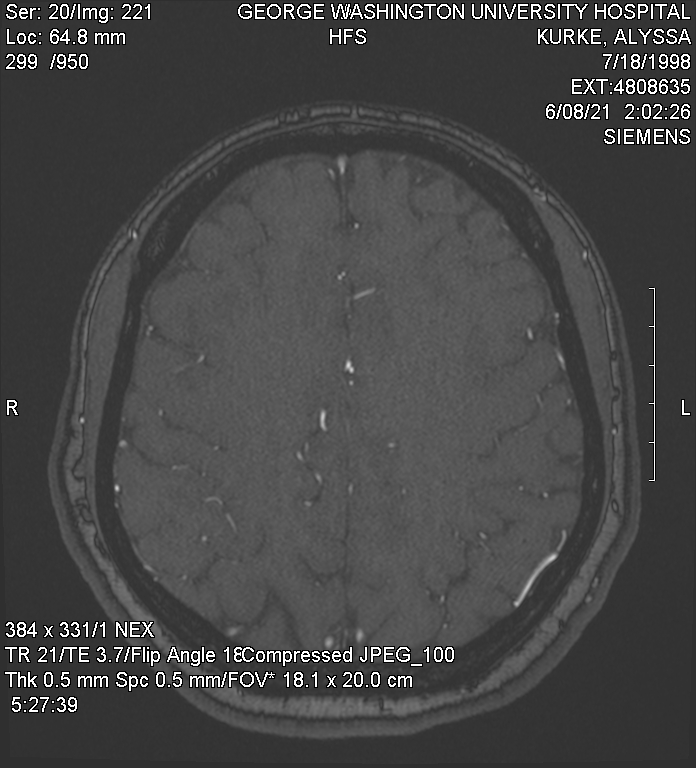 Ser: 20/Img: 221
Loc: 64.8 mm
299 /950
HFS
GEORGE WASHINGTON UNIVERSITY HOSPITAL
KURKE, ALYSSA
7/18/1998
EXT:4808635
6/08/21 2:02:26
SIEMENS
R
L
384 x 331/1 NEX
TR 21/TE 3.7/Flip Angle 18Compressed JPEG_100
Thk 0.5 mm Spc 0.5 mm/FOV* 18.1 x 20.0 cm
5:27:39